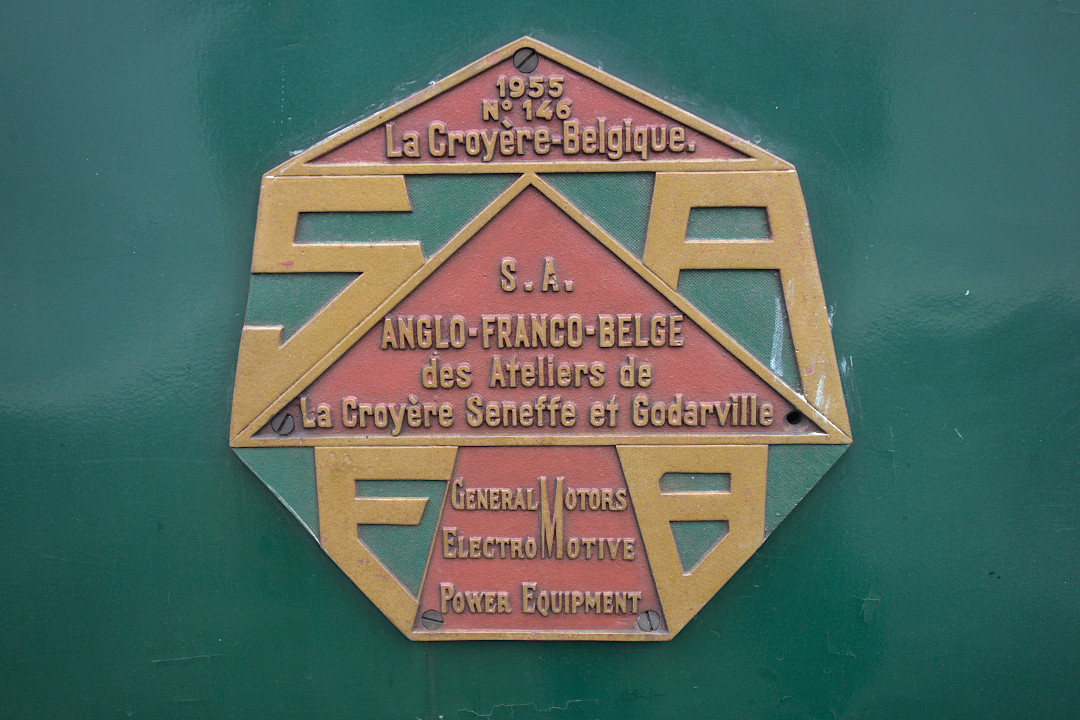 1955
N° 146
La Croyère-Belgique.
S A
S. A.
ANGLO-FRANCO-BELGE
des Ateliers de
La Croyère Seneffe et Godarville
F B
GENERAL MOTORS
ELECTRO MOTIVE
POWER EQUIPMENT